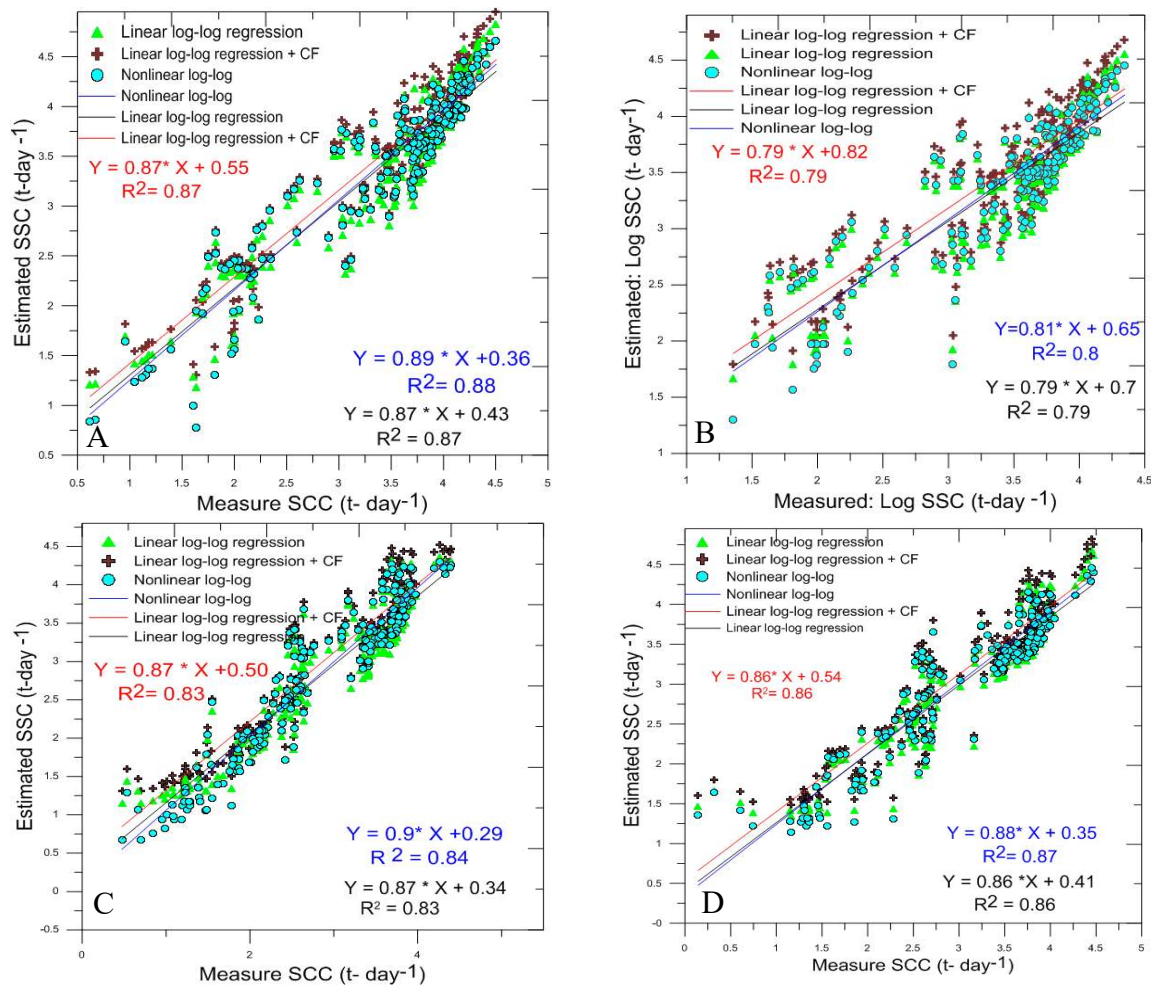 Linear log-log regression
Linear log-log regression + CF
Nonlinear log-log
Nonlinear log-log
Linear log-log regression
Linear log-log regression + CF
Y = 0.87* X + 0.55
R2= 0.87
Y = 0.89 * X +0.36
R2= 0.88
Y = 0.87 * X + 0.43
R2 = 0.87
A
Estimated SSC (t-day -1)
4.5
4
3.5
3
2.5
2
1.5
1
0.5
0.5 1 1.5 2 2.5 3 3.5 4 4.5 5
Measure SCC (t- day-1)
Linear log-log regression + CF
Linear log-log regression
Nonlinear log-log
Linear log-log regression + CF
Linear log-log regression
Nonlinear log-log
Y = 0.79 * X +0.82
R2 = 0.79
Y=0.81* X + 0.65
R2= 0.8
Y = 0.79 * X + 0.7
R2 = 0.79
B
Estimated: Log SSC (t- day-1)
4.5
4
3.5
3
2.5
2
1.5
1
1 1.5 2 2.5 3 3.5 4 4.5
Measured: Log SSC (t-day -1)
Linear log-log regression
Linear log-log regression + CF
Nonlinear log-log
Nonlinear log-log
Linear log-log regression + CF
Linear log-log regression
Y = 0.87 * X +0.50
R2= 0.83
Y = 0.9* X +0.29
R 2 = 0.84
Y = 0.87 * X + 0.34
R2 = 0.83
C
Estimated SSC (t-day -1)
5
4.5
4
3.5
3
2.5
2
1.5
1
0.5
0
-0.5
0 1 2 3 4
Measure SCC (t- day-1)
Linear log-log regression
Linear log-log regression + CF
Nonlinear log-log
Nonlinear log-log
Linear log-log regression + CF
Linear log-log regression
Y = 0.86* X + 0.54
R2 = 0.86
Y = 0.88* X + 0.35
R2= 0.87
Y = 0.86 *X + 0.41
R2 = 0.86
D
Estimated SSC (t-day -1)
4.5
4
3.5
3
2.5
2
1.5
1
0.5
-0
0 0.5 1 1.5 2 2.5 3 3.5 4 4.5 5
Measure SCC (t- day-1)